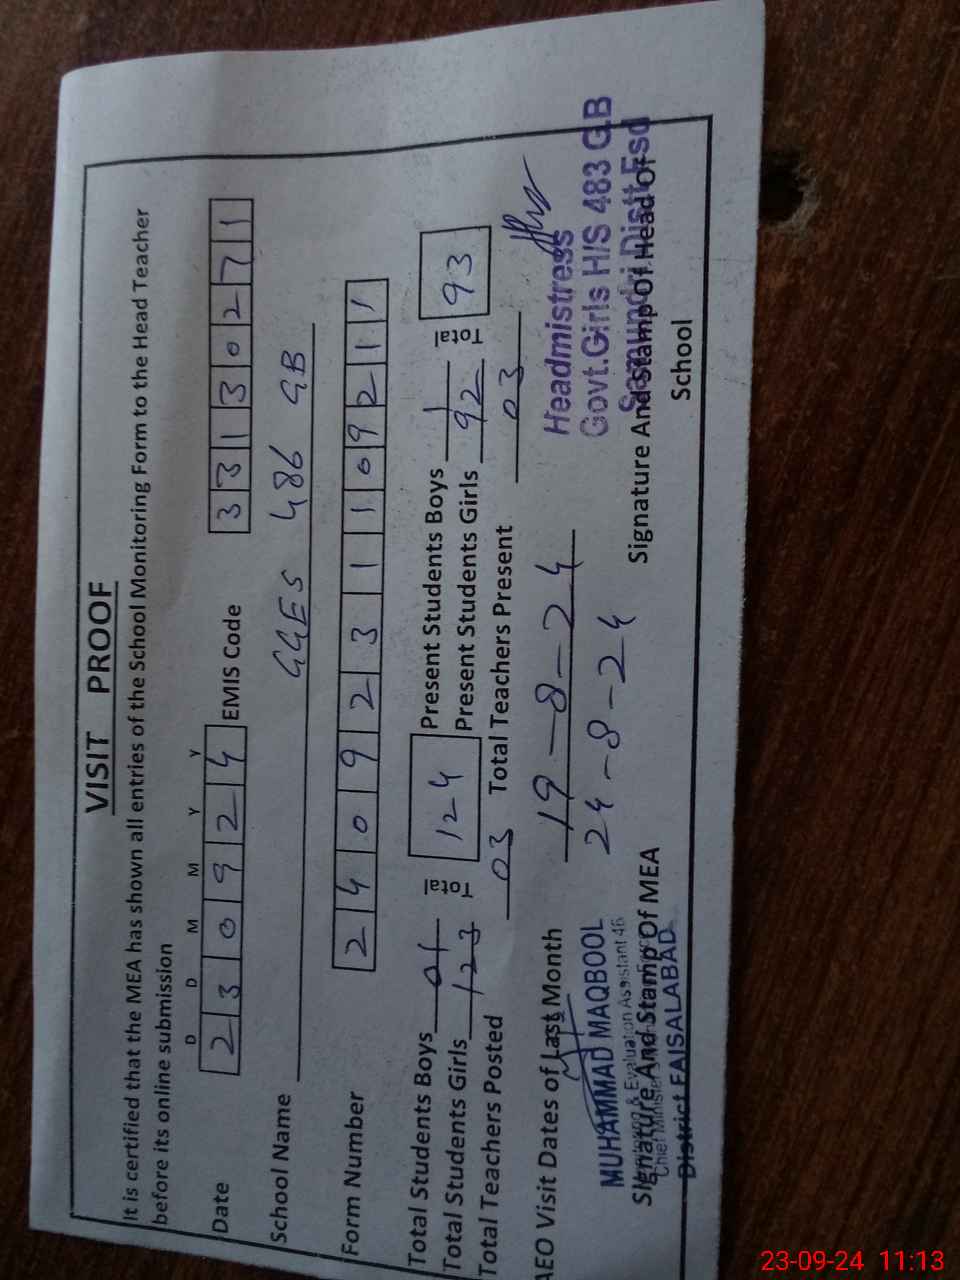 VISIT PROOF
It is certified that the MEA has shown all entries of the School Monitoring Form to the Head Teacher
before its online submission
D D M M Y Y
Date 2 3 0 9 2 4 EMIS Code 3 3 1 3 0 2 7 1
School Name GGES 486 GB
Form Number 2 4 0 9 2 3 1 1 0 9 2 1 1
Total Students Boys 01 Total 124 Present Students Boys 1 Total 93
Total Students Girls 123 Present Students Girls 92
Total Teachers Posted 03 Total Teachers Present 03
AEO Visit Dates of Last Month 19-8-24
24-8-24
Headmistress
Govt.Girls H/S 483 G.B
Samundri Distt Fsd
MUHAMMAD MAQBOOL
Monitoring & Evaluation Assistant 46
Signature And Stamp Of MEA
Signature And Stamp Of Head Of
School
District FAISALABAD
23-09-24 11:13